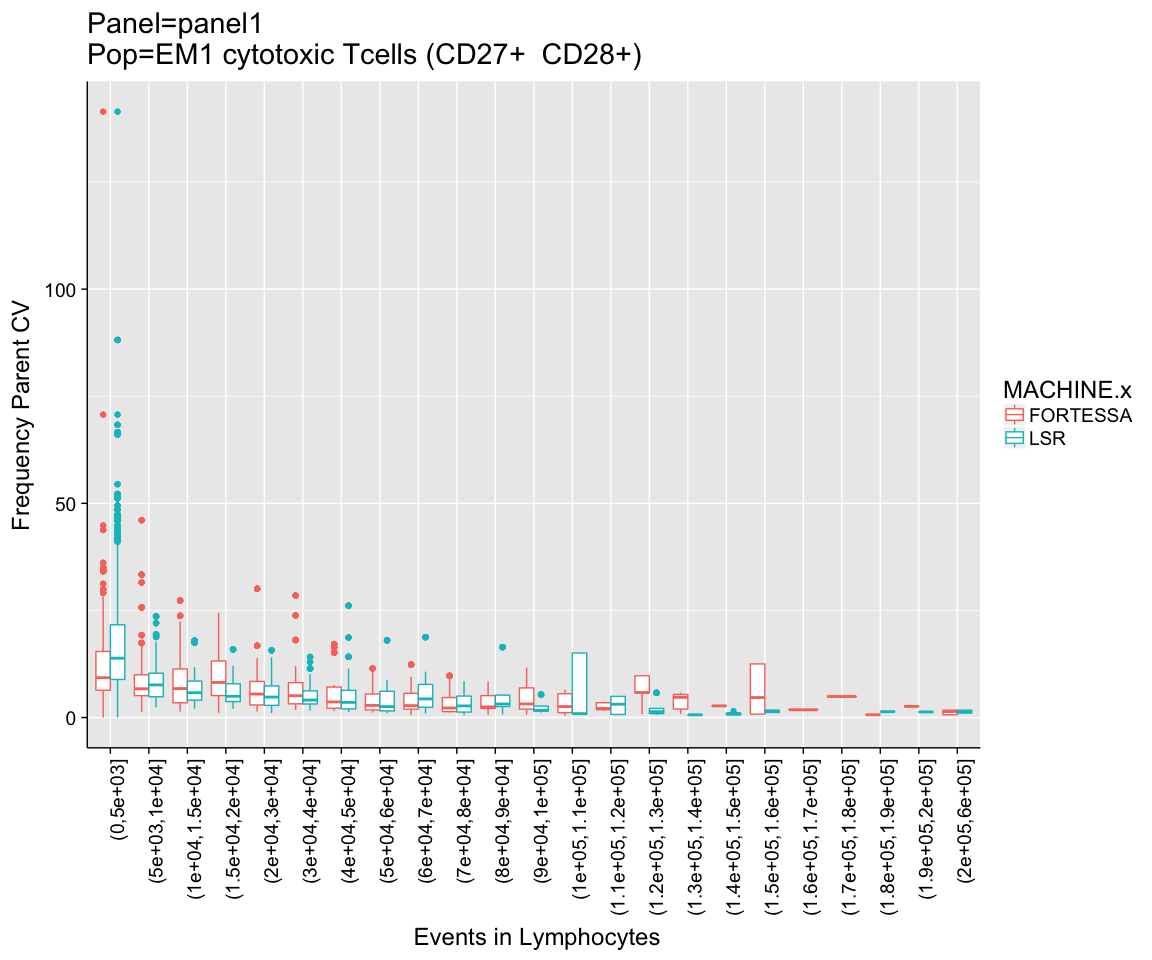 Panel=panel1
Pop=EM1 cytotoxic Tcells (CD27+  CD28+)
Frequency Parent CV
100
50
0
MACHINE.x
FORTESSA
LSR
(0,5e+03]
(5e+03,1e+04]
(1e+04,1.5e+04]
(1.5e+04,2e+04]
(2e+04,3e+04]
(3e+04,4e+04]
(4e+04,5e+04]
(5e+04,6e+04]
(6e+04,7e+04]
(7e+04,8e+04]
(8e+04,9e+04]
(9e+04,1e+05]
(1e+05,1.1e+05]
(1.1e+05,1.2e+05]
(1.2e+05,1.3e+05]
(1.3e+05,1.4e+05]
(1.4e+05,1.5e+05]
(1.5e+05,1.6e+05]
(1.6e+05,1.7e+05]
(1.7e+05,1.8e+05]
(1.8e+05,1.9e+05]
(1.9e+05,2e+05]
(2e+05,6e+05]
Events in Lymphocytes